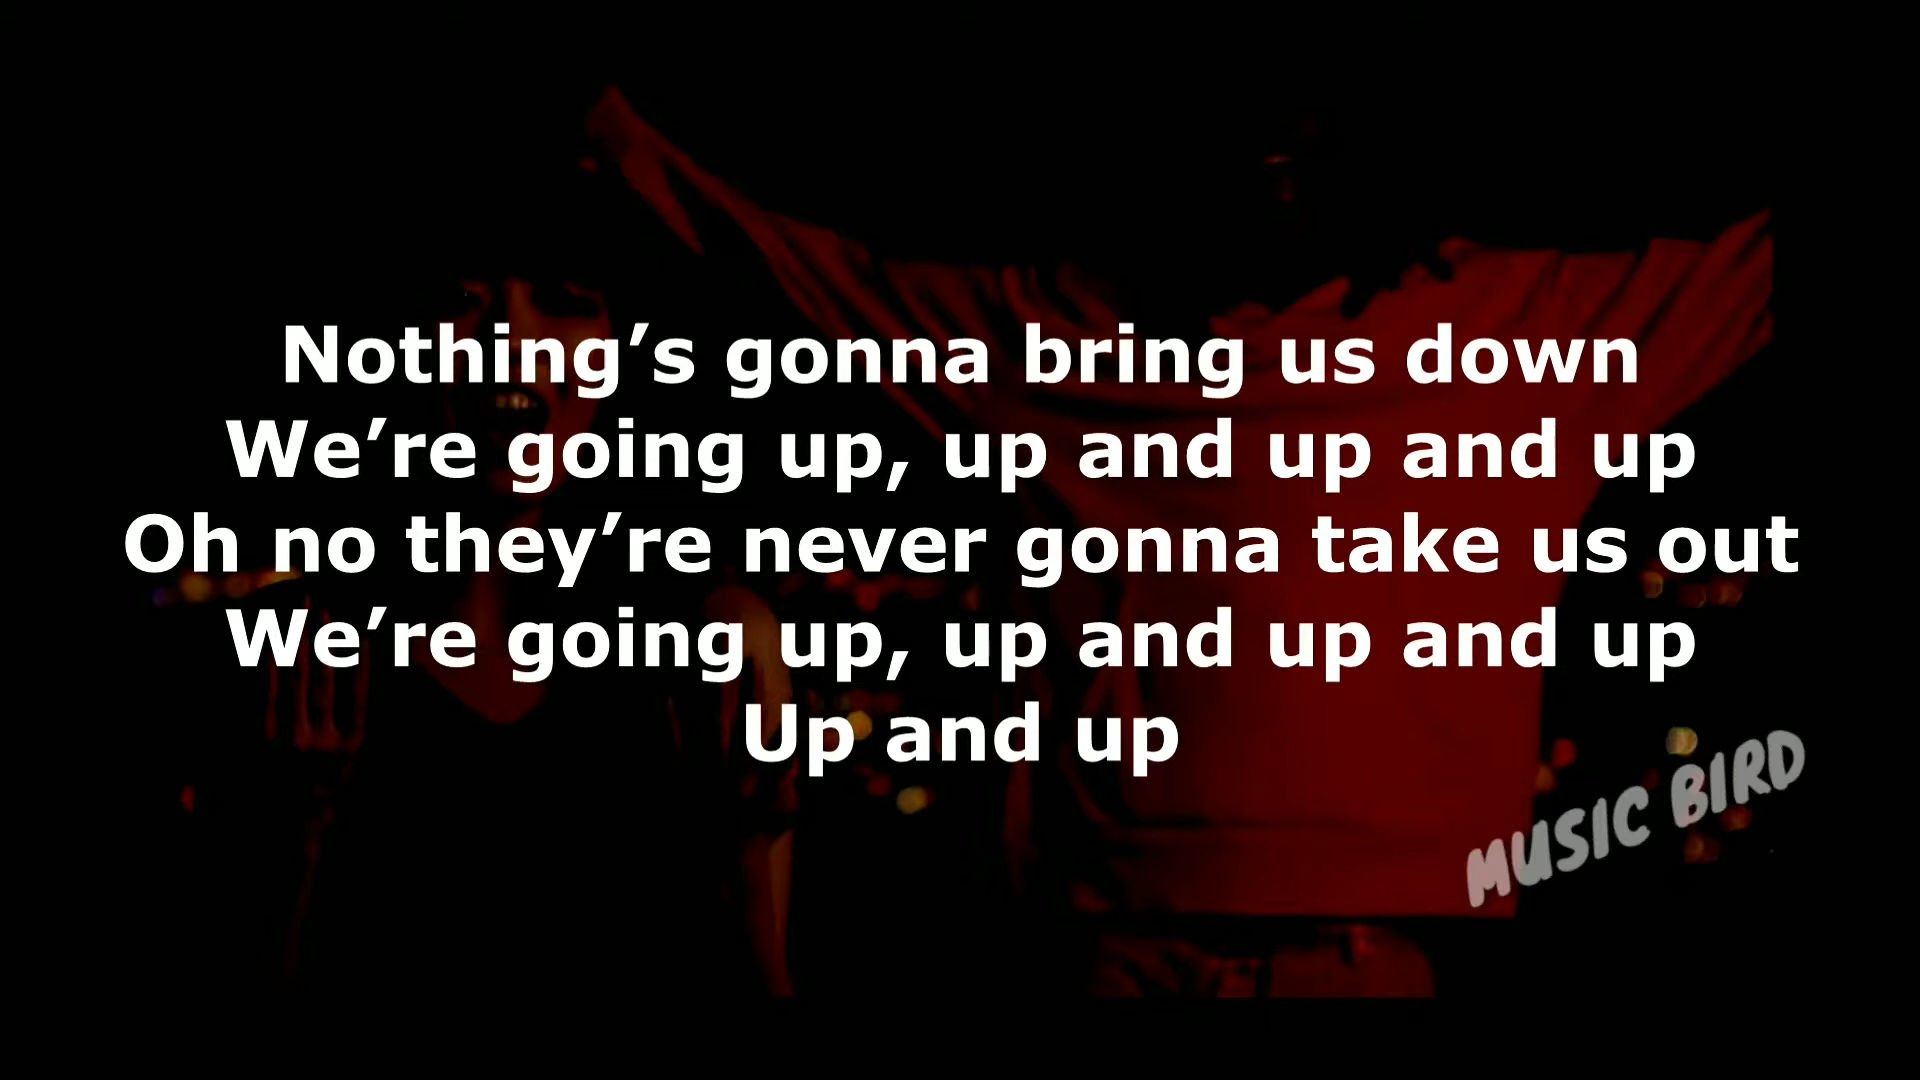 Nothing’s gonna bring us down
We’re going up, up and up and up
Oh no they’re never gonna take us out
We’re going up, up and up and up
Up and up
MUSIC BIRD